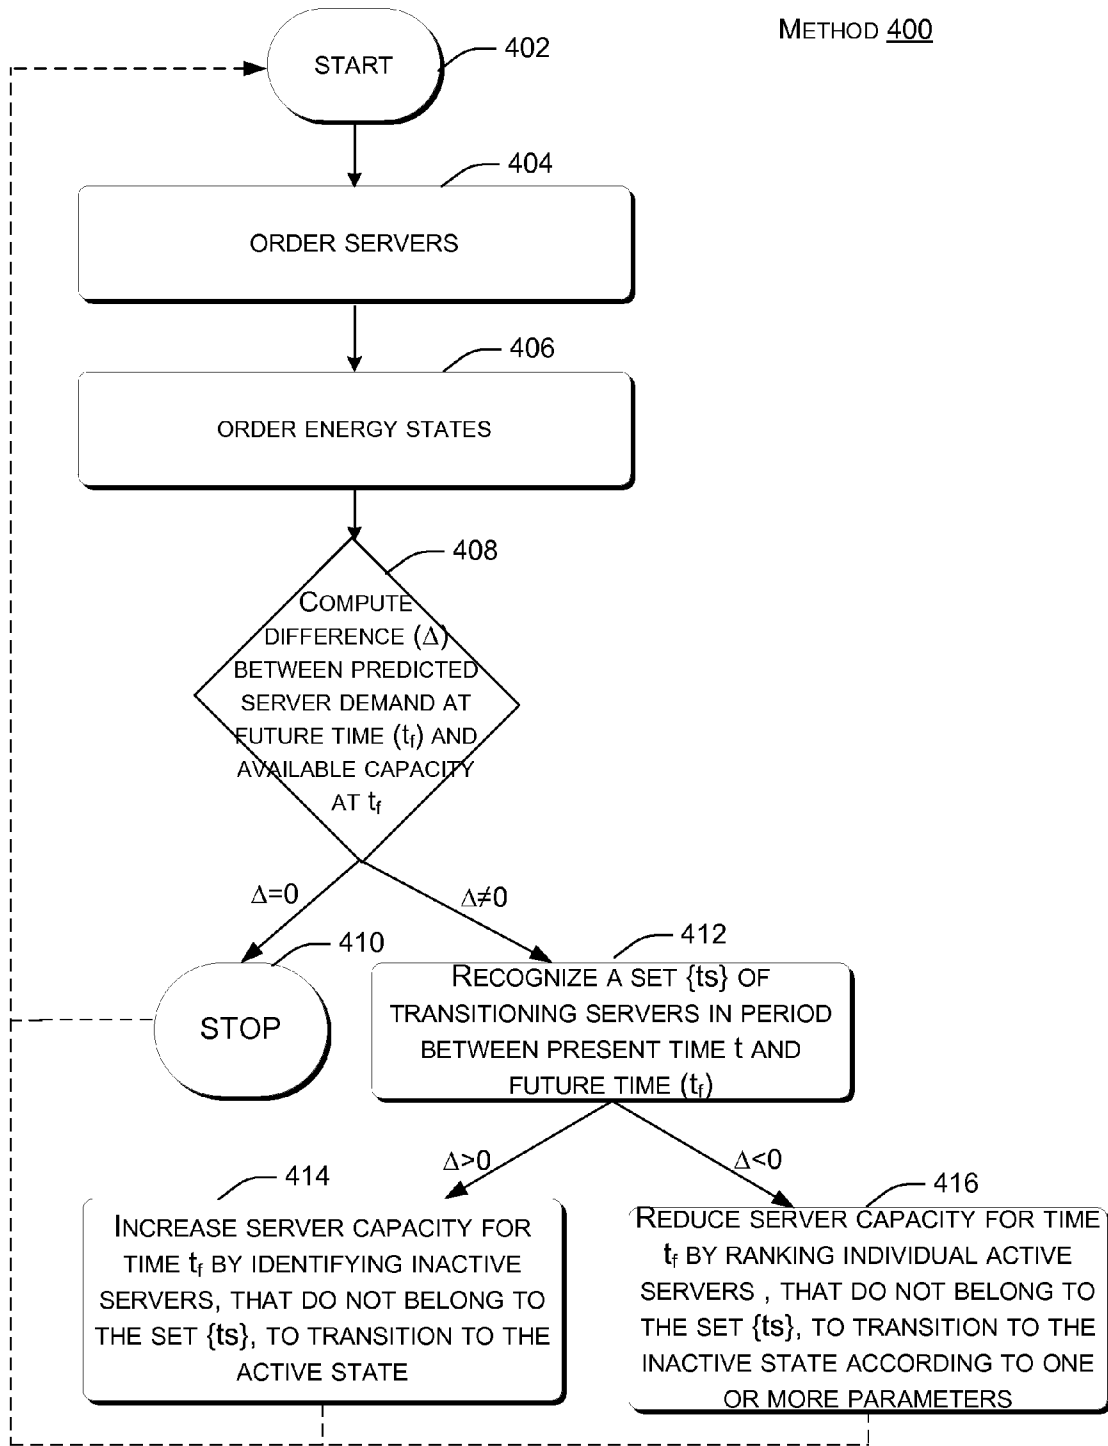 METHOD 400
402
START
404
ORDER SERVERS
406
ORDER ENERGY STATES
408
COMPUTE
DIFFERENCE (Δ)
BETWEEN PREDICTED
SERVER DEMAND AT
FUTURE TIME (tf) AND
AVAILABLE CAPACITY
AT tf
Δ=0
Δ≠0
410
STOP
412
RECOGNIZE A SET {ts} OF
TRANSITIONING SERVERS IN PERIOD
BETWEEN PRESENT TIME t AND
FUTURE TIME (tf)
Δ>0
Δ<0
414
INCREASE SERVER CAPACITY FOR
TIME tf BY IDENTIFYING INACTIVE
SERVERS, THAT DO NOT BELONG TO
THE SET {ts}, TO TRANSITION TO THE
ACTIVE STATE
416
REDUCE SERVER CAPACITY FOR TIME
tf BY RANKING INDIVIDUAL ACTIVE
SERVERS , THAT DO NOT BELONG TO
THE SET {ts}, TO TRANSITION TO THE
INACTIVE STATE ACCORDING TO ONE
OR MORE PARAMETERS